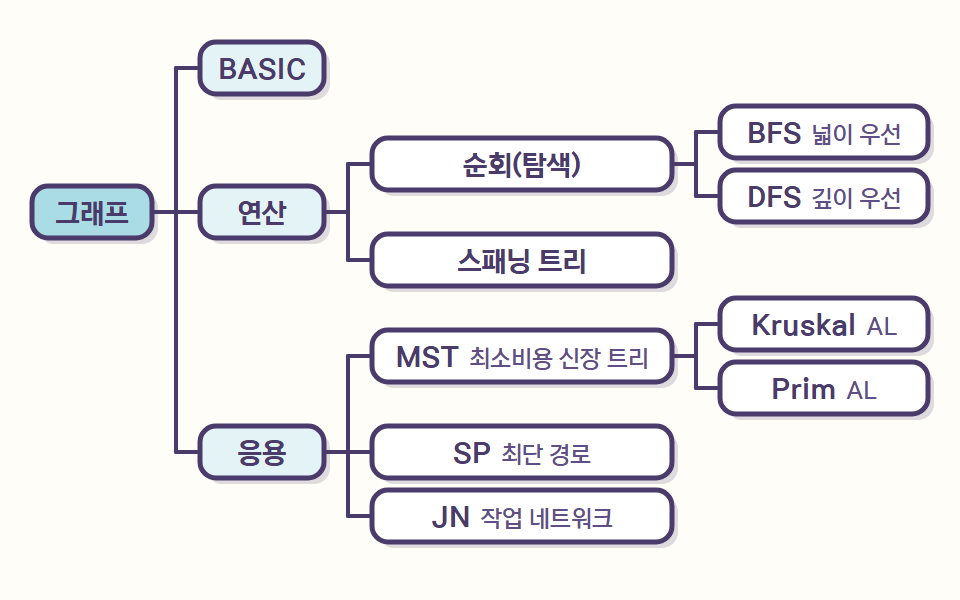 그래프
BASIC
연산
순회(탐색)
BFS 넓이 우선
DFS 깊이 우선
스패닝 트리
응용
MST 최소비용 신장 트리
Kruskal AL
Prim AL
SP 최단 경로
JN 작업 네트워크